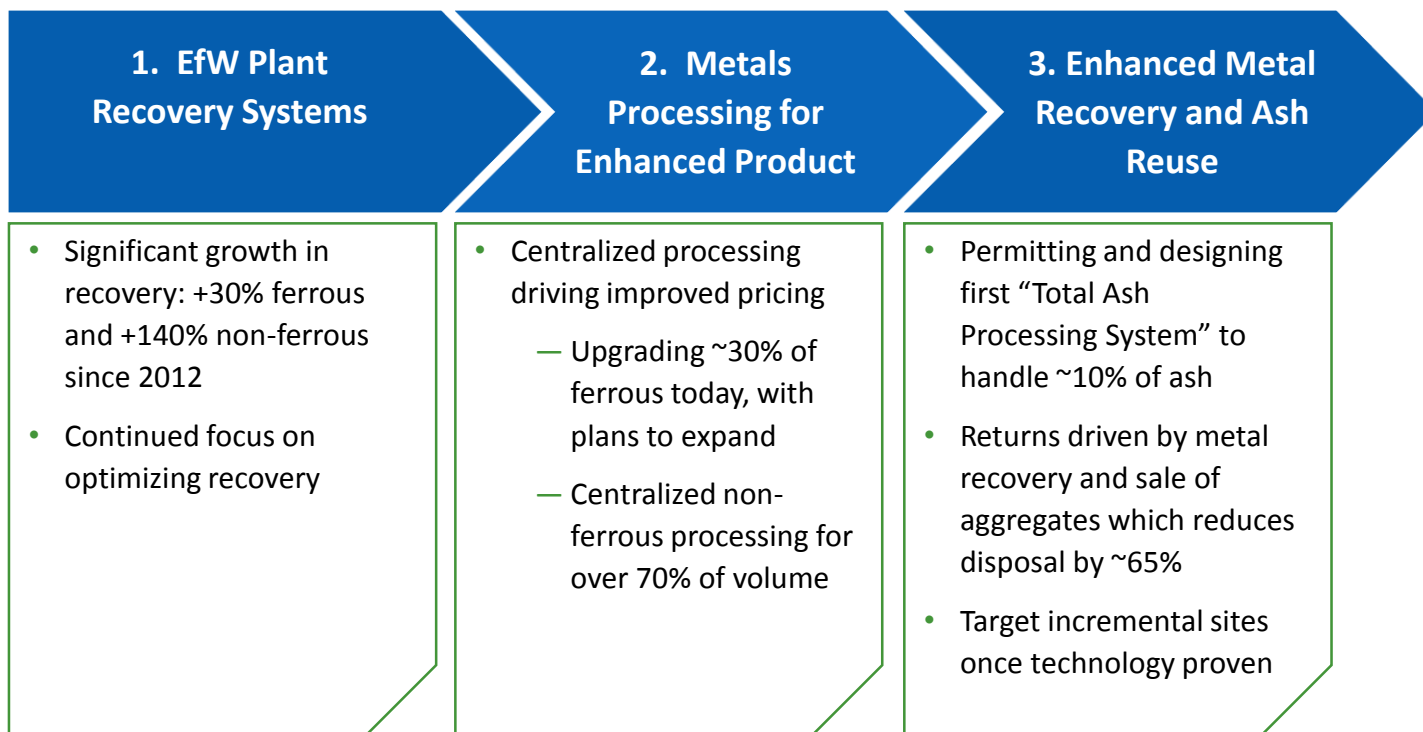 1. EfW Plant
Recovery Systems
2. Metals
Processing for
Enhanced Product
3. Enhanced Metal
Recovery and Ash
Reuse
• Significant growth in
recovery: +30% ferrous
and +140% non-ferrous
since 2012
• Continued focus on
optimizing recovery
• Centralized processing
driving improved pricing
— Upgrading ~30% of
ferrous today, with
plans to expand
— Centralized non-
ferrous processing for
over 70% of volume
• Permitting and designing
first “Total Ash
Processing System” to
handle ~10% of ash
• Returns driven by metal
recovery and sale of
aggregates which reduces
disposal by ~65%
• Target incremental sites
once technology proven